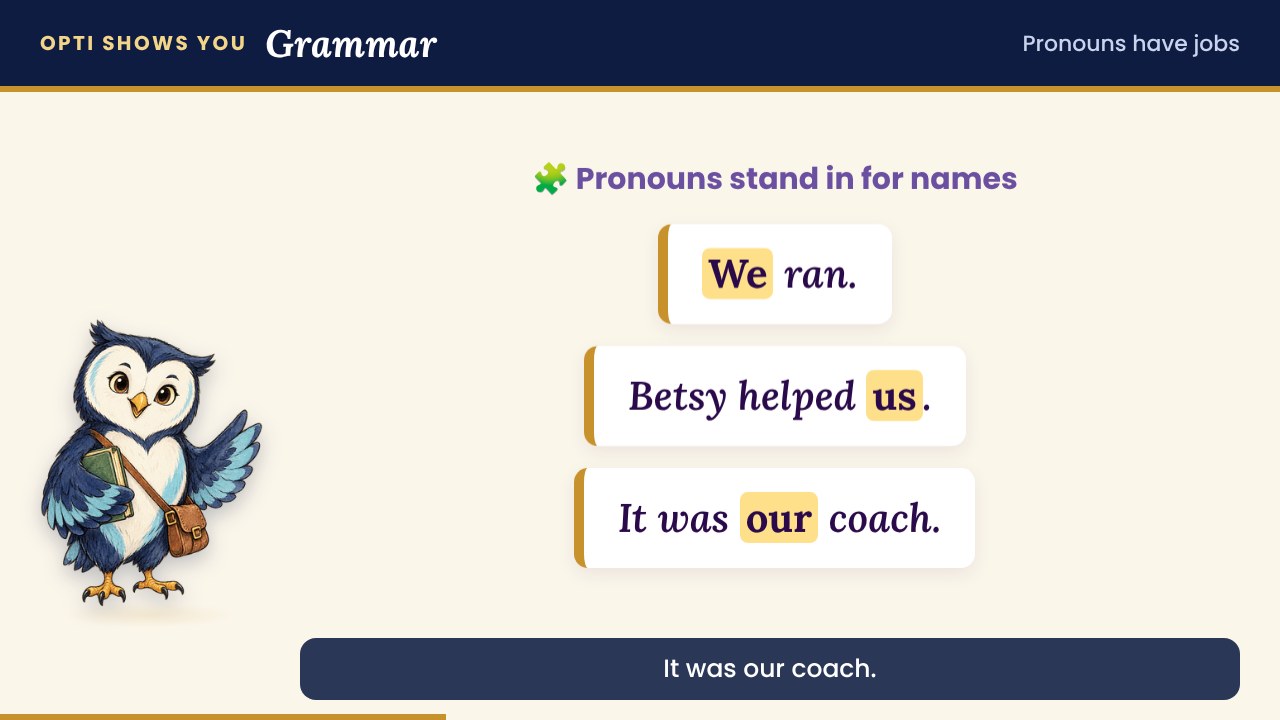 OPTI SHOWS YOU Grammar
Pronouns have jobs
🧩 Pronouns stand in for names
We ran.
Betsy helped us.
It was our coach.
It was our coach.